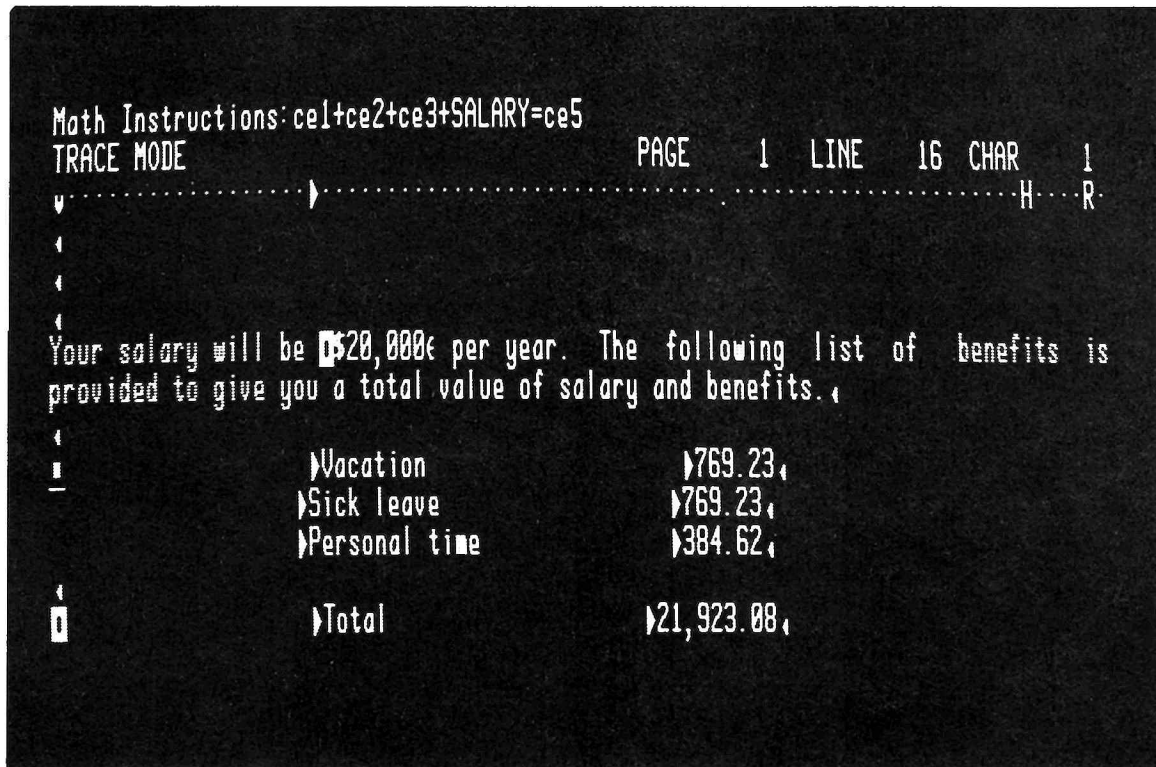 Math Instructions:ce1+ce2+ce3+SALARY=ce5
TRACE MODE PAGE 1 LINE 16 CHAR 1
H R
Your salary will be $20,000 per year. The following list of benefits is
provided to give you a total value of salary and benefits.
Vacation 769.23
Sick leave 769.23
Personal time 384.62
Total 21,923.08